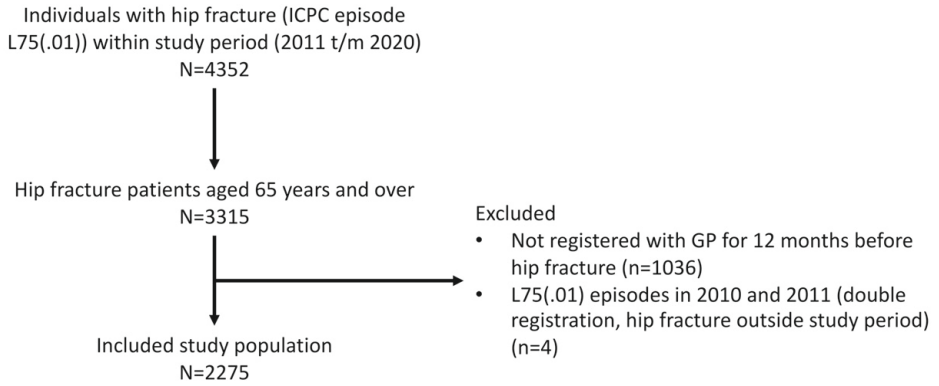 Individuals with hip fracture (ICPC episode
L75(.01)) within study period (2011 t/m 2020)
N=4352
Hip fracture patients aged 65 years and over
N=3315
Excluded
• Not registered with GP for 12 months before
hip fracture (n=1036)
• L75(.01) episodes in 2010 and 2011 (double
registration, hip fracture outside study period)
(n=4)
Included study population
N=2275